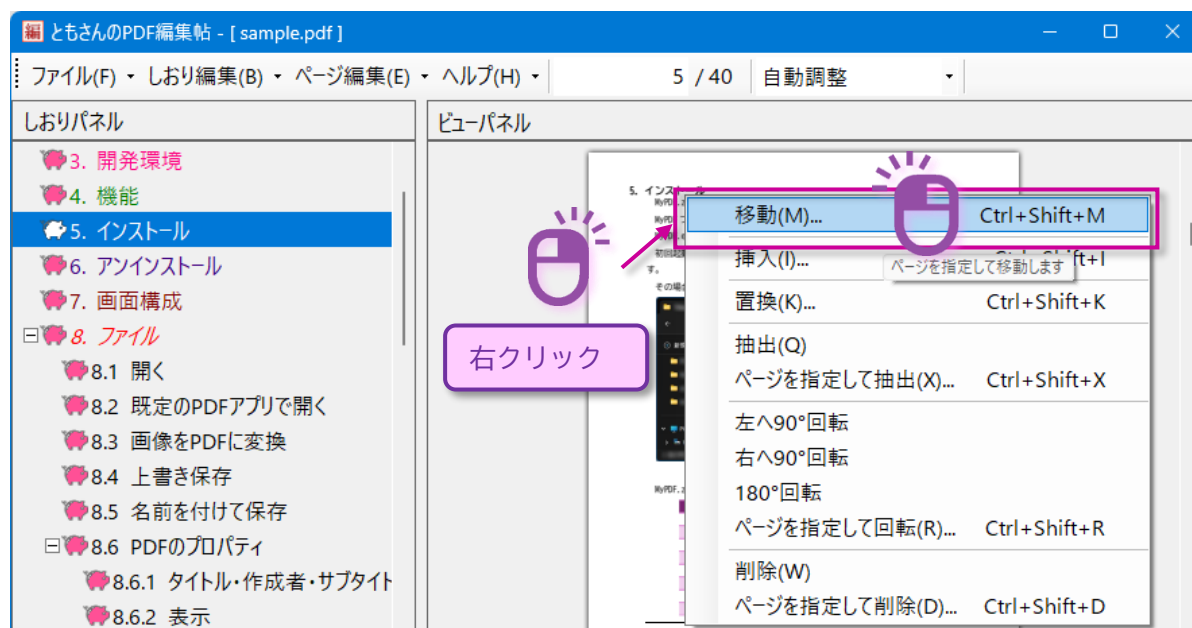 編 ともさんのPDF編集帖 - [ sample.pdf ]
ファイル(F) しおり編集(B) ページ編集(E) ヘルプ(H) 5 / 40 自動調整
しおりパネル
3. 開発環境
4. 機能
5. インストール
6. アンインストール
7. 画面構成
8. ファイル
8.1 開く
8.2 既定のPDFアプリで開く
8.3 画像をPDFに変換
8.4 上書き保存
8.5 名前を付けて保存
8.6 PDFのプロパティ
8.6.1 タイトル・作成者・サブタイト
8.6.2 表示
ビューパネル
5. インストール
右クリック
移動(M)... Ctrl+Shift+M
挿入(I)... Ctrl+Shift+I
ページを指定して移動します
置換(K)... Ctrl+Shift+K
抽出(Q)
ページを指定して抽出(X)... Ctrl+Shift+X
左へ90°回転
右へ90°回転
180°回転
ページを指定して回転(R)... Ctrl+Shift+R
削除(W)
ページを指定して削除(D)... Ctrl+Shift+D